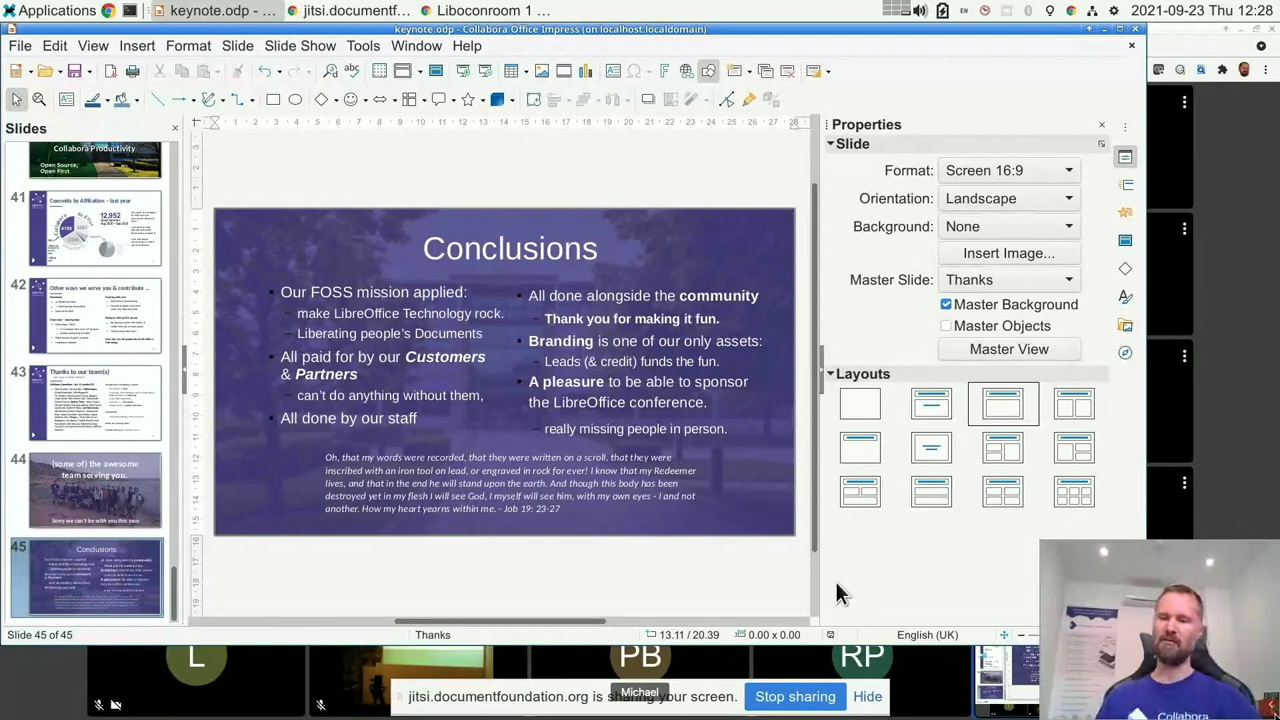 Applications
keynote.odp - ...
jitsi.documentf...
Liboconroom 1 ...
EN
2021-09-23 Thu 12:28
keynote.odp - Collabora Office Impress (on localhost.localdomain)
File Edit View Insert Format Slide Slide Show Tools Window Help
Slides
Collabora Productivity
Open Source,
Open First
41
Commits by Affiliation - last year
12,952
42
Other ways we serve you & contribute ...
43
Thanks to our team(s)
44
(some of) the awesome
team serving you.
Sorry we can't be with you this year
45
Conclusions
Conclusions
Our FOSS mission applied:
make LibreOffice Technology rock.
Liberating people's Documents
All paid for by our Customers
& Partners
can't do anything without them,
All done by our staff
All done alongside the community
Thank you for making it fun.
Branding is one of our only assets:
– Leads (& credit) funds the fun.
A pleasure to be able to sponsor
the LibreOffice conference.
– really missing people in person.
Oh, that my words were recorded, that they were written on a scroll, that they were
inscribed with an iron tool on lead, or engraved in rock for ever! I know that my Redeemer
lives, and that in the end he will stand upon the earth. And though this body has been
destroyed yet in my flesh I will see God, I myself will see him, with my own eyes - I and not
another. How my heart yearns within me. - Job 19: 23-27
Properties
Slide
Format: Screen 16:9
Orientation: Landscape
Background: None
Insert Image...
Master Slide: Thanks
Master Background
Master Objects
Master View
Layouts
Slide 45 of 45
Thanks
13.11 / 20.39
0.00 x 0.00
English (UK)
L
PB
RP
Michael
jitsi.documentfoundation.org is sharing your screen.
Stop sharing
Hide
Collabora